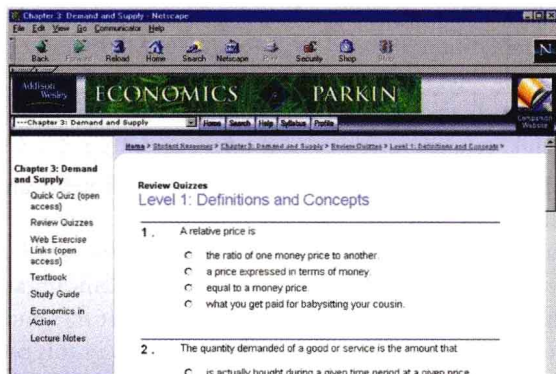 Chapter 3: Demand and Supply - Netscape
File Edit View Go Communicator Help
Back Forward Reload Home Search Netscape Print Security Shop Stop
N
Addison Wesley
ECONOMICS PARKIN
---Chapter 3: Demand and Supply Home Search Help Syllabus Profile
Companion Website
Home > Student Resources > Chapter 3: Demand and Supply > Review Quizzes > Level 1: Definitions and Concepts >
Chapter 3: Demand and Supply
Quick Quiz (open access)
Review Quizzes
Web Exercise Links (open access)
Textbook
Study Guide
Economics in Action
Lecture Notes
Review Quizzes
Level 1: Definitions and Concepts
1 . A relative price is
the ratio of one money price to another.
a price expressed in terms of money.
equal to a money price.
what you get paid for babysitting your cousin.
2 . The quantity demanded of a good or service is the amount that
is actually bought during a given time period at a given price.